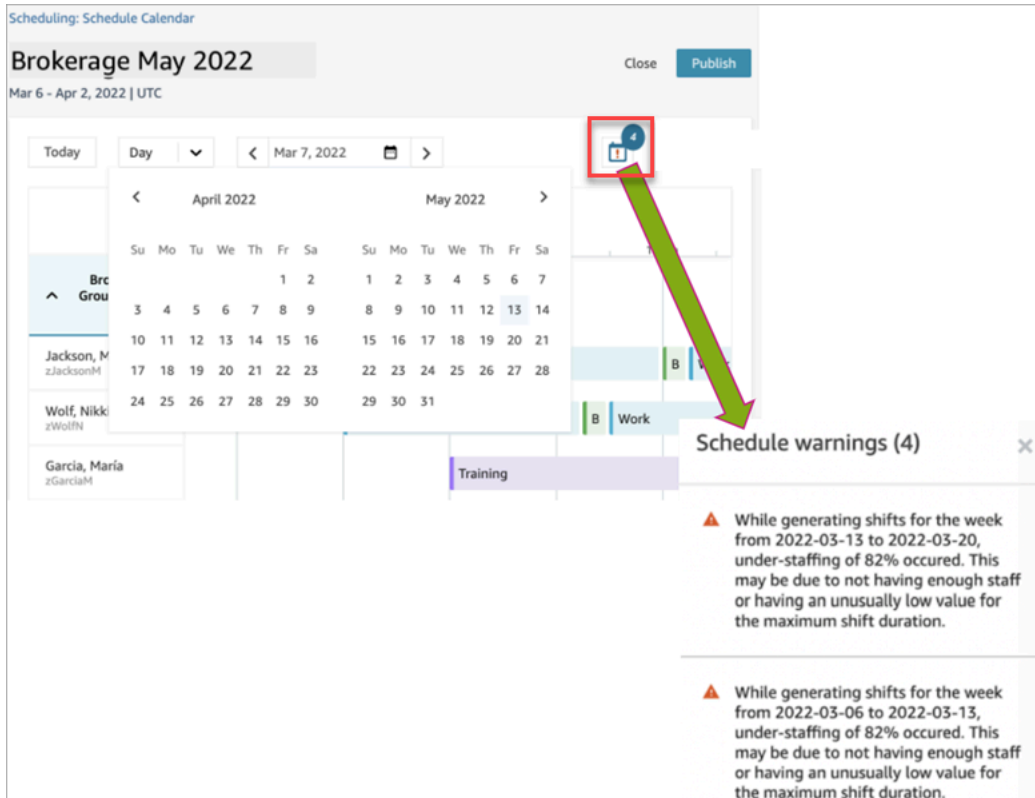 Scheduling: Schedule Calendar
Brokerage May 2022
Close
Publish
Mar 6 - Apr 2, 2022 | UTC
4
Today
Day
Mar 7, 2022
April 2022
May 2022
Su Mo Tu We Th Fr Sa
Su Mo Tu We Th Fr Sa
1 2
1 2 3 4 5 6 7
3 4 5 6 7 8 9
8 9 10 11 12 13 14
10 11 12 13 14 15 16
15 16 17 18 19 20 21
17 18 19 20 21 22 23
22 23 24 25 26 27 28
24 25 26 27 28 29 30
29 30 31
Jackson, M
zJacksonM
B
Wolf, Nikk
zWolfN
B
Work
Garcia, María
zGarciaM
Training
Schedule warnings (4)
While generating shifts for the week
from 2022-03-13 to 2022-03-20,
under-staffing of 82% occured. This
may be due to not having enough staff
or having an unusually low value for
the maximum shift duration.
While generating shifts for the week
from 2022-03-06 to 2022-03-13,
under-staffing of 82% occured. This
may be due to not having enough staff
or having an unusually low value for
the maximum shift duration.